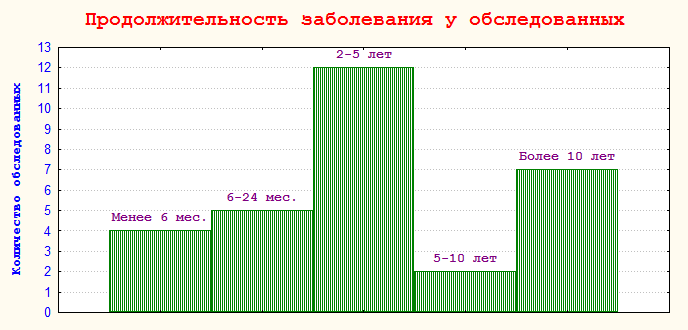 Продолжительность заболевания у обследованных
Количество обследованных
13
12
11
10
9
8
7
6
5
4
3
2
1
0
2-5 лет
Более 10 лет
6-24 мес.
Менее 6 мес.
5-10 лет